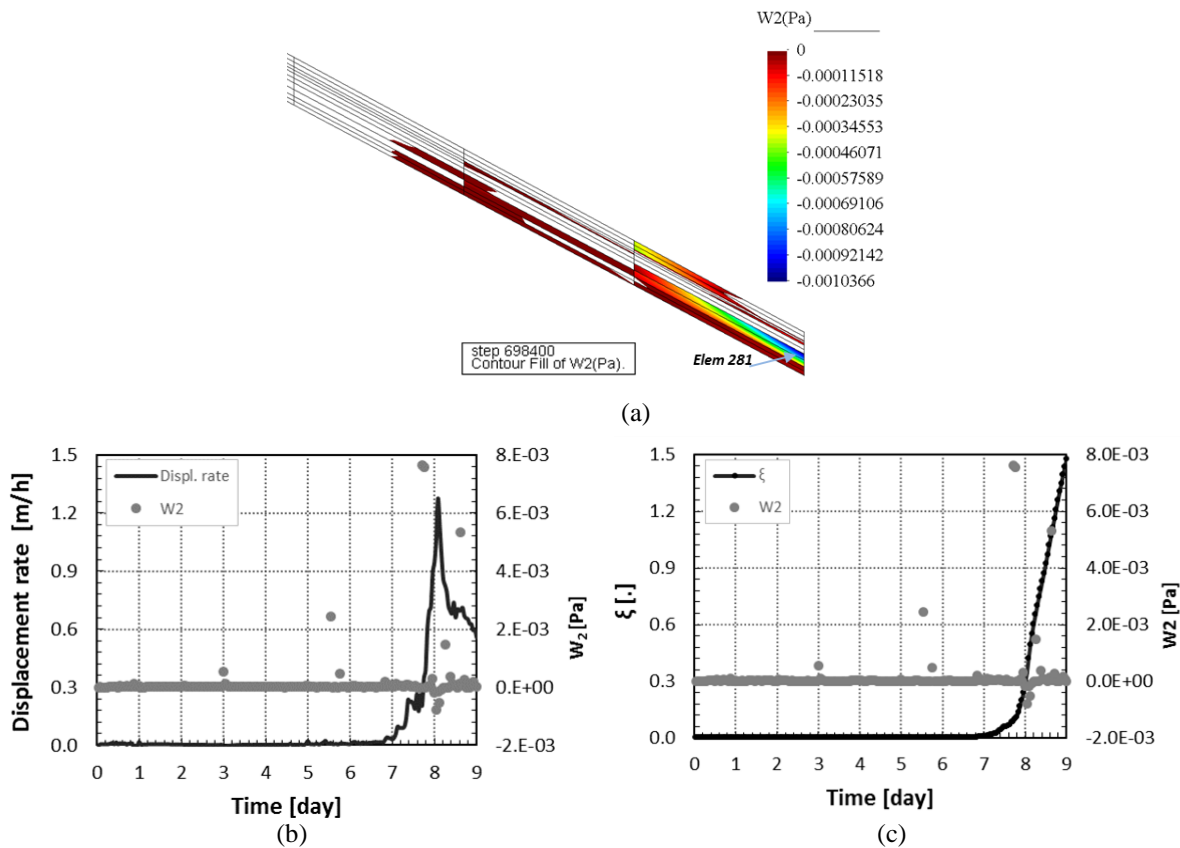 W2(Pa)
0
-0.00011518
-0.00023035
-0.00034553
-0.00046071
-0.00057589
-0.00069106
-0.00080624
-0.00092142
-0.0010366
step 698400
Contour Fill of W2(Pa).
Elem 281
(a)
Displacement rate [m/h]
1.5
1.2
0.9
0.6
0.3
0.0
Displ. rate
W2
8.E-03
6.E-03
4.E-03
2.E-03
0.E+00
-2.E-03
W2 [Pa]
0 1 2 3 4 5 6 7 8 9
Time [day]
(b)
ξ [.]
1.5
1.2
0.9
0.6
0.3
0.0
ξ
W2
8.0E-03
6.0E-03
4.0E-03
2.0E-03
0.0E+00
-2.0E-03
W2 [Pa]
0 1 2 3 4 5 6 7 8 9
Time [day]
(c)